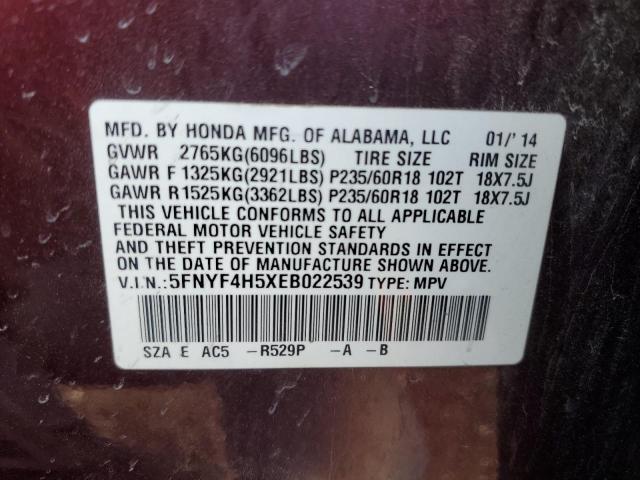 MFD. BY HONDA MFG. OF ALABAMA, LLC 01/'14
GVWR 2765KG(6096LBS) TIRE SIZE RIM SIZE
GAWR F 1325KG(2921LBS) P235/60R18 102T 18X7.5J
GAWR R1525KG(3362LBS) P235/60R18 102T 18X7.5J
THIS VEHICLE CONFORMS TO ALL APPLICABLE
FEDERAL MOTOR VEHICLE SAFETY
AND THEFT PREVENTION STANDARDS IN EFFECT
ON DATE OF MANUFACTURE SHOWN ABOVE.
V.I.N.:5FNYF4H5XEB022539 TYPE: MPV
SZA E AC5 -R529P -A -B